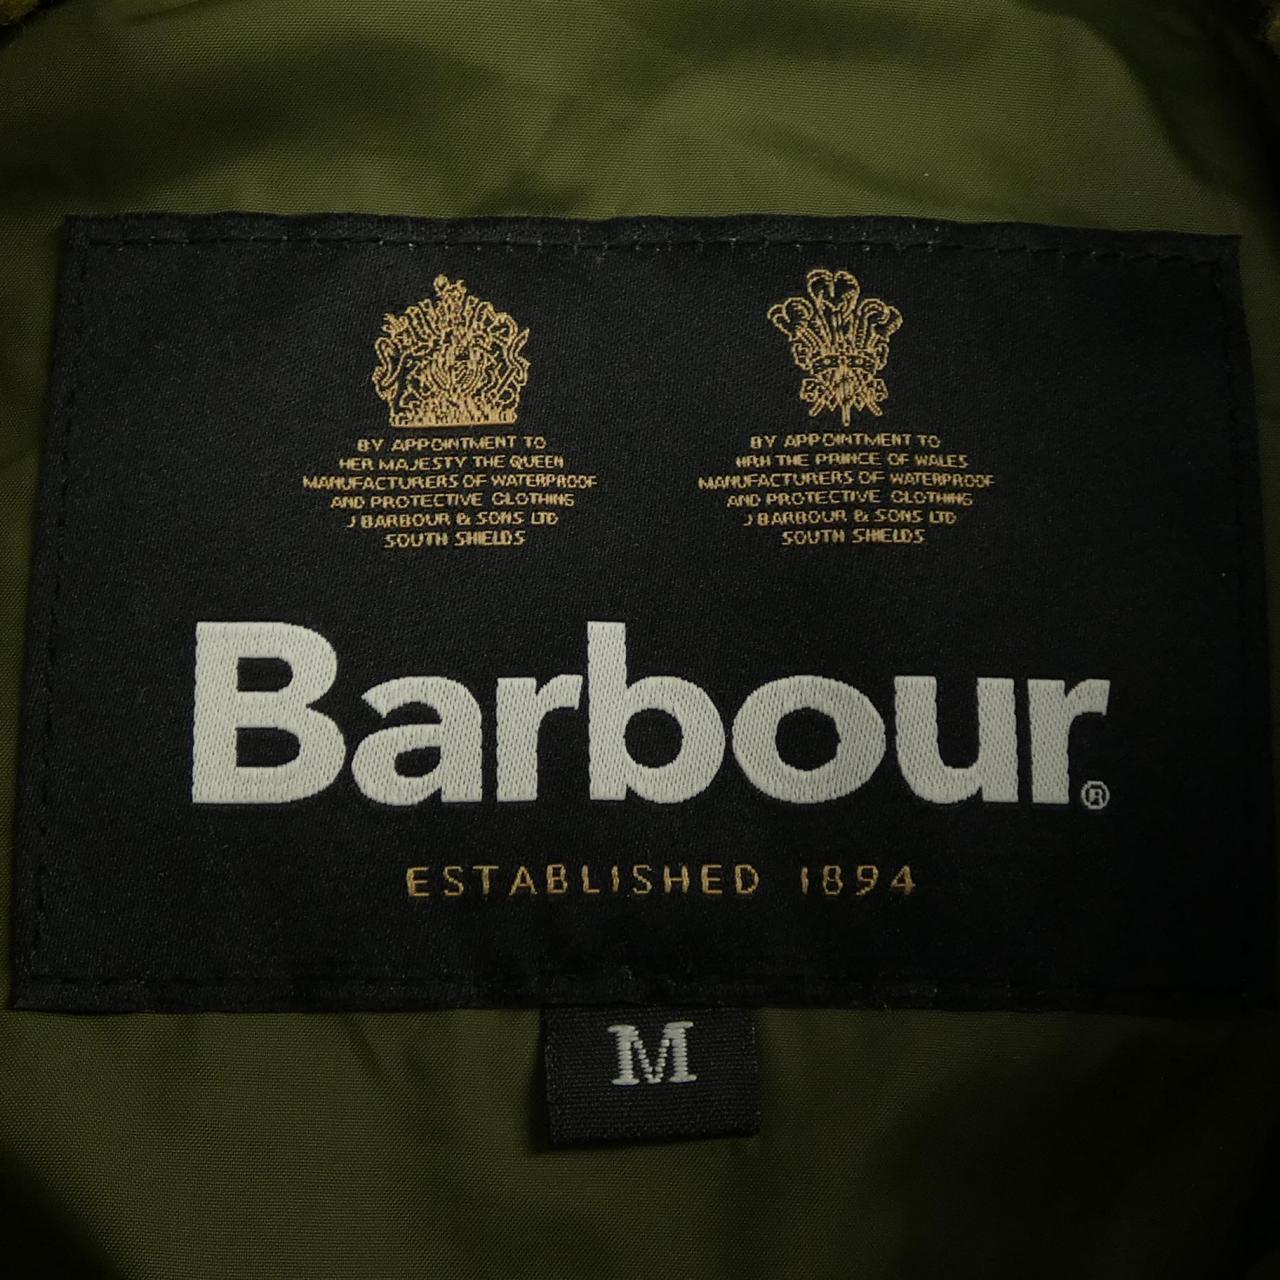 BY APPOINTMENT TO
HER MAJESTY THE QUEEN
MANUFACTURERS OF WATERPROOF
AND PROTECTIVE CLOTHING
J BARBOUR & SONS LTD
SOUTH SHIELDS
BY APPOINTMENT TO
HRH THE PRINCE OF WALES
MANUFACTURERS OF WATERPROOF
AND PROTECTIVE CLOTHING
J BARBOUR & SONS LTD
SOUTH SHIELDS
Barbour®
ESTABLISHED 1894
M